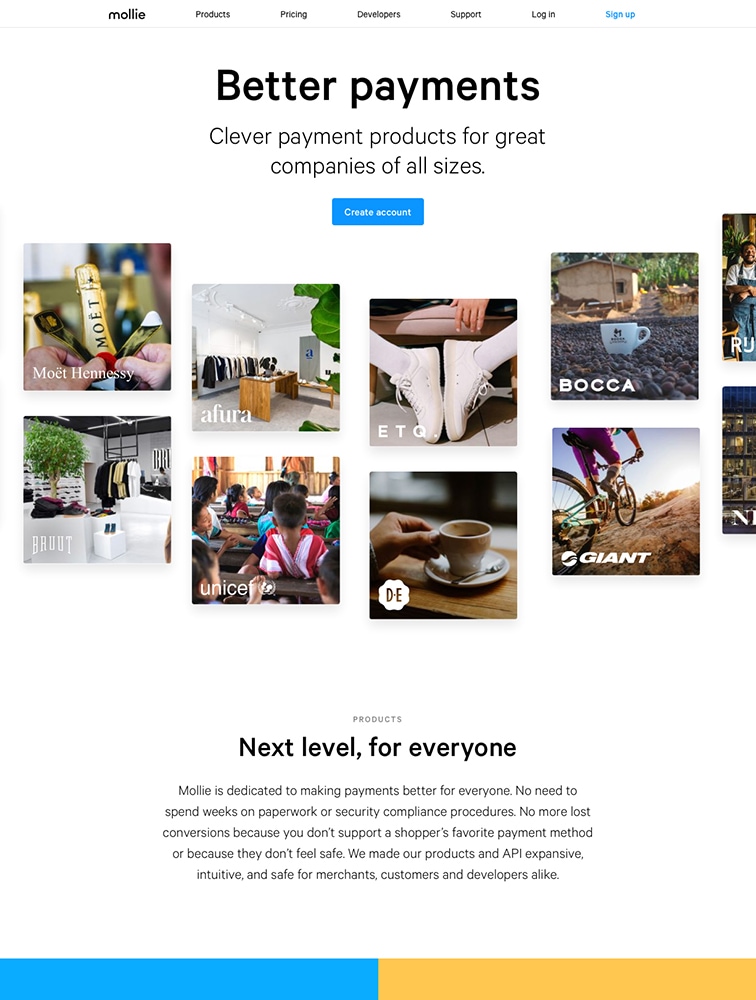 mollie Products Pricing Developers Support Log in Sign up
Better payments
Clever payment products for great
companies of all sizes.
Create account
MOËT
Moët Hennessy
afura
ETQ.
BOCCA
BRUUT
unicef
D·E
GIANT
PRODUCTS
Next level, for everyone
Mollie is dedicated to making payments better for everyone. No need to
spend weeks on paperwork or security compliance procedures. No more lost
conversions because you don’t support a shopper’s favorite payment method
or because they don’t feel safe. We made our products and API expansive,
intuitive, and safe for merchants, customers and developers alike.